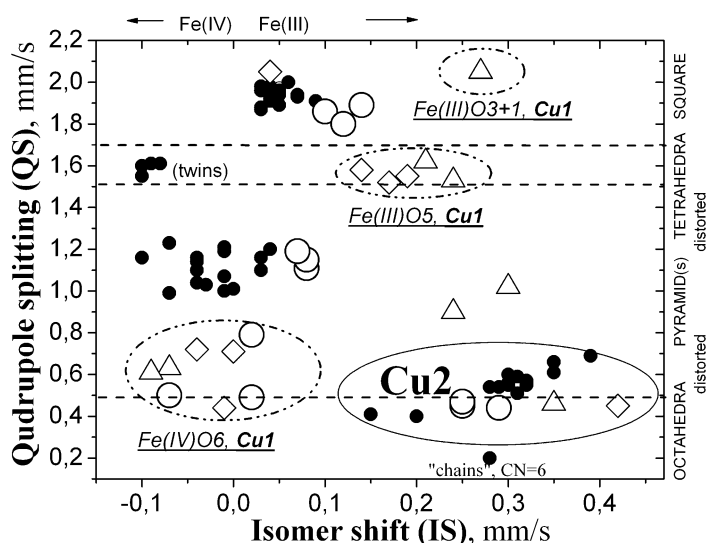 Fe(IV) Fe(III)
2,2
2,0
1,8
1,6
1,4
1,2
1,0
0,8
0,6
0,4
0,2
Qudrupole splitting (QS), mm/s
Fe(III)O3+1, Cu1
(twins)
Fe(III)O5, Cu1
Cu2
Fe(IV)O6, Cu1
"chains", CN=6
SQUARE
TETRAHEDRA
distorted
PYRAMID(s)
distorted
OCTAHEDRA
-0,1 0,0 0,1 0,2 0,3 0,4
Isomer shift (IS), mm/s